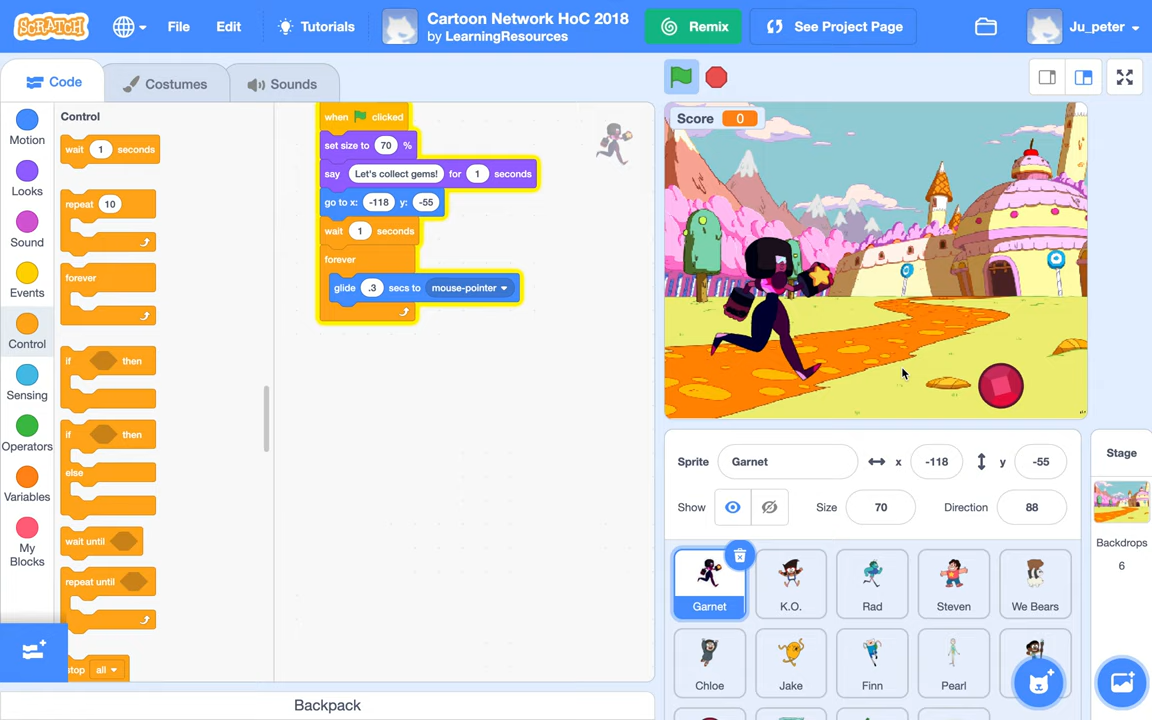 SCRATCH
File
Edit
Tutorials
Cartoon Network HoC 2018
by LearningResources
Remix
See Project Page
Ju_peter
Code
Costumes
Sounds
Motion
Looks
Sound
Events
Control
Sensing
Operators
Variables
My
Blocks
Control
wait 1 seconds
repeat 10
forever
if then
if then
else
wait until
repeat until
stop all
when clicked
set size to 70 %
say Let's collect gems! for 1 seconds
go to x: -118 y: -55
wait 1 seconds
forever
glide .3 secs to mouse-pointer
Backpack
Score 0
Sprite Garnet x -118 y -55
Show Size 70 Direction 88
Garnet
K.O.
Rad
Steven
We Bears
Chloe
Jake
Finn
Pearl
Stage
Backdrops
6